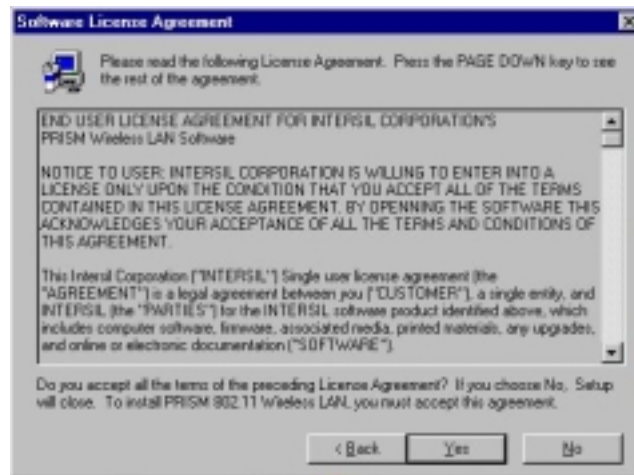 Software License Agreement
Please read the following License Agreement. Press the PAGE DOWN key to see
the rest of the agreement.
END USER LICENSE AGREEMENT FOR INTERSIL CORPORATION'S
PRISM Wireless LAN Software
NOTICE TO USER: INTERSIL CORPORATION IS WILLING TO ENTER INTO A
LICENSE ONLY UPON THE CONDITION THAT YOU ACCEPT ALL OF THE TERMS
CONTAINED IN THIS LICENSE AGREEMENT. BY OPENNING THE SOFTWARE THIS
ACKNOWLEDGES YOUR ACCEPTANCE OF ALL THE TERMS AND CONDITIONS OF
THIS AGREEMENT.
This Intersil Corporation ("INTERSIL") Single user license agreement (the
"AGREEMENT") is a legal agreement between you ("CUSTOMER"), a single entity, and
INTERSIL (the "PARTIES") for the INTERSIL software product identified above, which
includes computer software, firmware, associated media, printed materials, any upgrades,
and online or electronic documentation ("SOFTWARE").
Do you accept all the terms of the preceding License Agreement? If you choose No, Setup
will close. To install PRISM 802.11 Wireless LAN, you must accept this agreement.
< Back
Yes
No